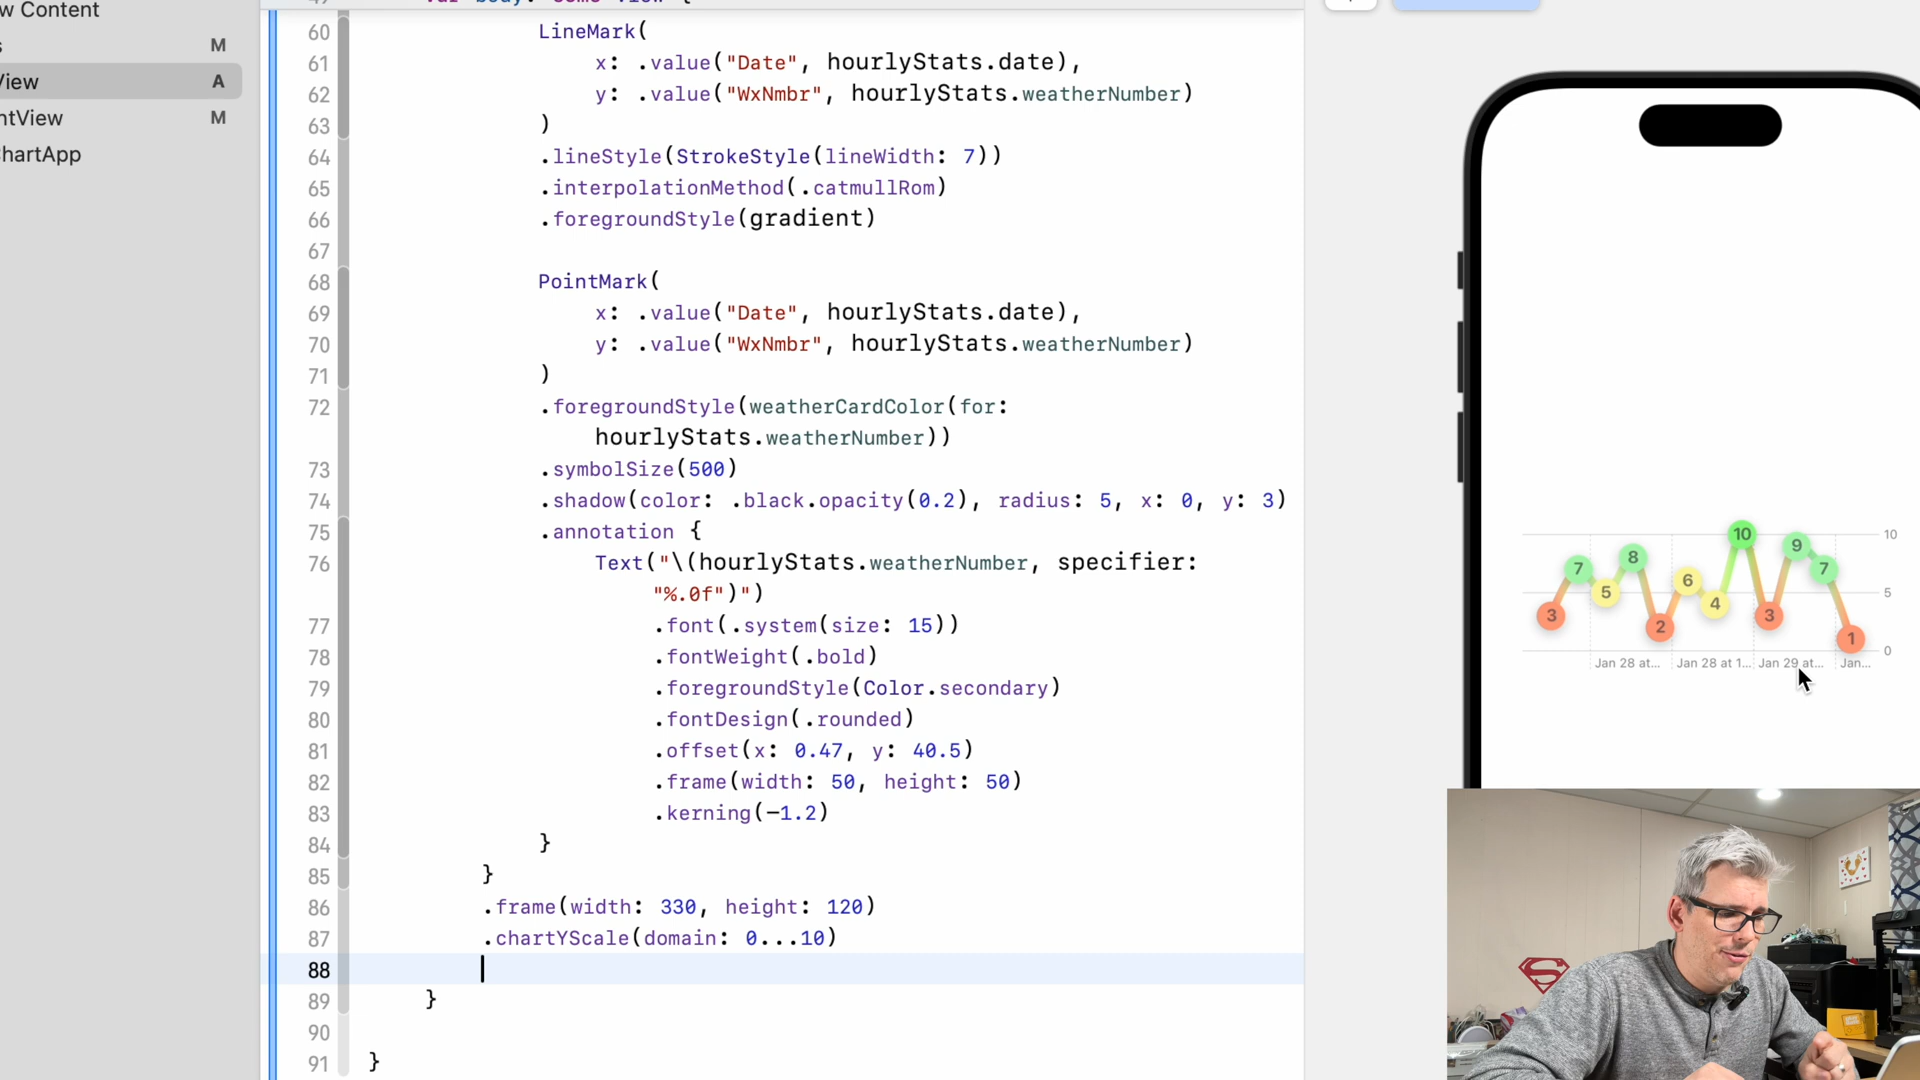 w Content
s M
View A
ntView M
hartApp
60 LineMark(
61 x: .value("Date", hourlyStats.date),
62 y: .value("WxNmbr", hourlyStats.weatherNumber)
63 )
64 .lineStyle(StrokeStyle(lineWidth: 7))
65 .interpolationMethod(.catmullRom)
66 .foregroundStyle(gradient)
67
68 PointMark(
69 x: .value("Date", hourlyStats.date),
70 y: .value("WxNmbr", hourlyStats.weatherNumber)
71 )
72 .foregroundStyle(weatherCardColor(for:
hourlyStats.weatherNumber))
73 .symbolSize(500)
74 .shadow(color: .black.opacity(0.2), radius: 5, x: 0, y: 3)
75 .annotation {
76 Text("\(hourlyStats.weatherNumber, specifier:
"%.0f")")
77 .font(.system(size: 15))
78 .fontWeight(.bold)
79 .foregroundStyle(Color.secondary)
80 .fontDesign(.rounded)
81 .offset(x: 0.47, y: 40.5)
82 .frame(width: 50, height: 50)
83 .kerning(−1.2)
84 }
85 }
86 .frame(width: 330, height: 120)
87 .chartYScale(domain: 0...10)
88
89 }
90
91 }
3 7 5 8 2 6 4 10 3 9 7 1
10
5
0
Jan 28 at... Jan 28 at 1... Jan 29 at... Jan...